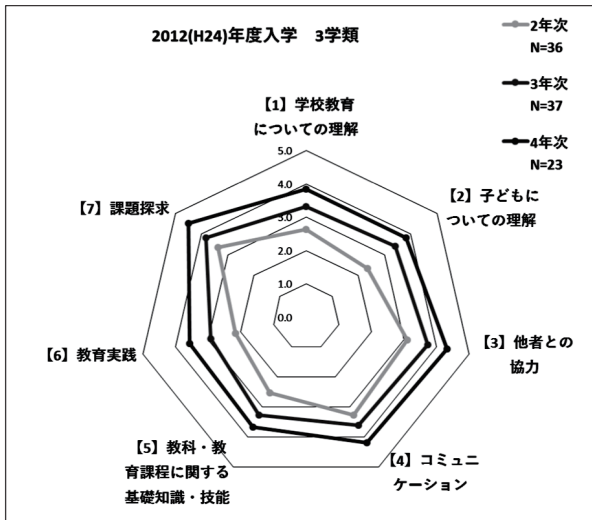 2012(H24)年度入学　3学類
2年次
N=36
3年次
N=37
4年次
N=23
【1】学校教育
についての理解
5.0
4.0
3.0
2.0
1.0
0.0
【2】子どもに
ついての理解
【3】他者との
協力
【4】コミュニ
ケーション
【5】教科・教
育課程に関する
基礎知識・技能
【6】教育実践
【7】課題探求